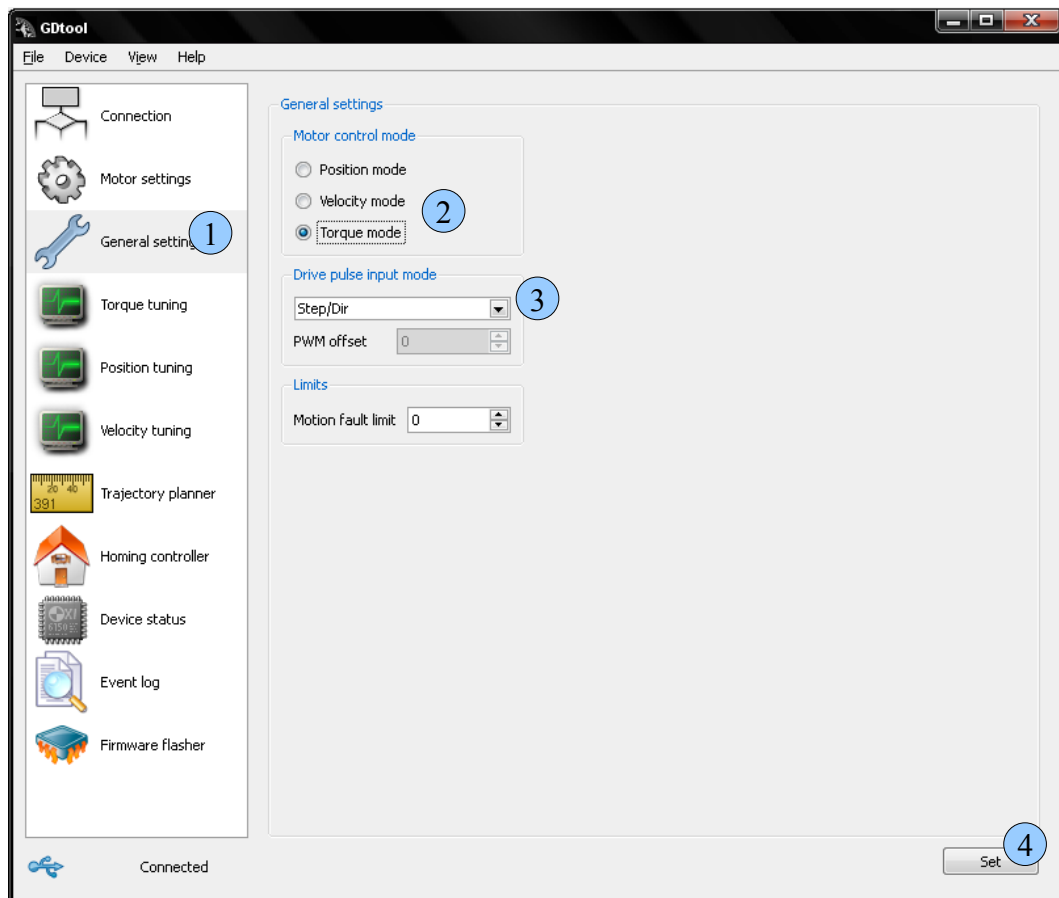 GDtool
File Device View Help
Connection
Motor settings
General setting
1
Torque tuning
Position tuning
Velocity tuning
20 40
391
Trajectory planner
Homing controller
Device status
Event log
Firmware flasher
Connected
General settings
Motor control mode
Position mode
Velocity mode
2
Torque mode
Drive pulse input mode
Step/Dir
3
PWM offset 0
Limits
Motion fault limit 0
Set
4